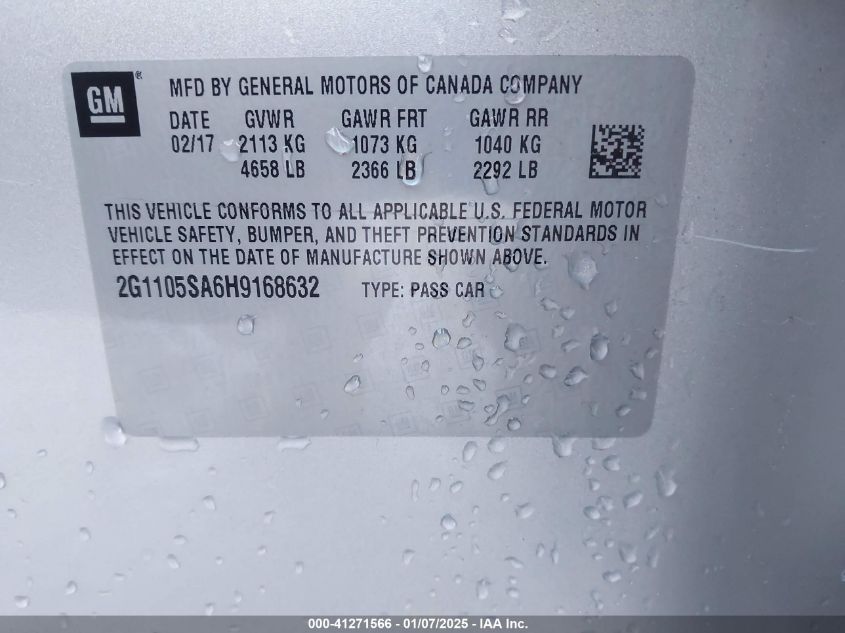 GM®
MFD BY GENERAL MOTORS OF CANADA COMPANY
DATE GVWR GAWR FRT GAWR RR
02/17 2113 KG 1073 KG 1040 KG
4658 LB 2366 LB 2292 LB
THIS VEHICLE CONFORMS TO ALL APPLICABLE U.S. FEDERAL MOTOR
VEHICLE SAFETY, BUMPER, AND THEFT PREVENTION STANDARDS IN
EFFECT ON THE DATE OF MANUFACTURE SHOWN ABOVE.
2G1105SA6H9168632 TYPE: PASS CAR
000-41271566 - 01/07/2025 - IAA Inc.